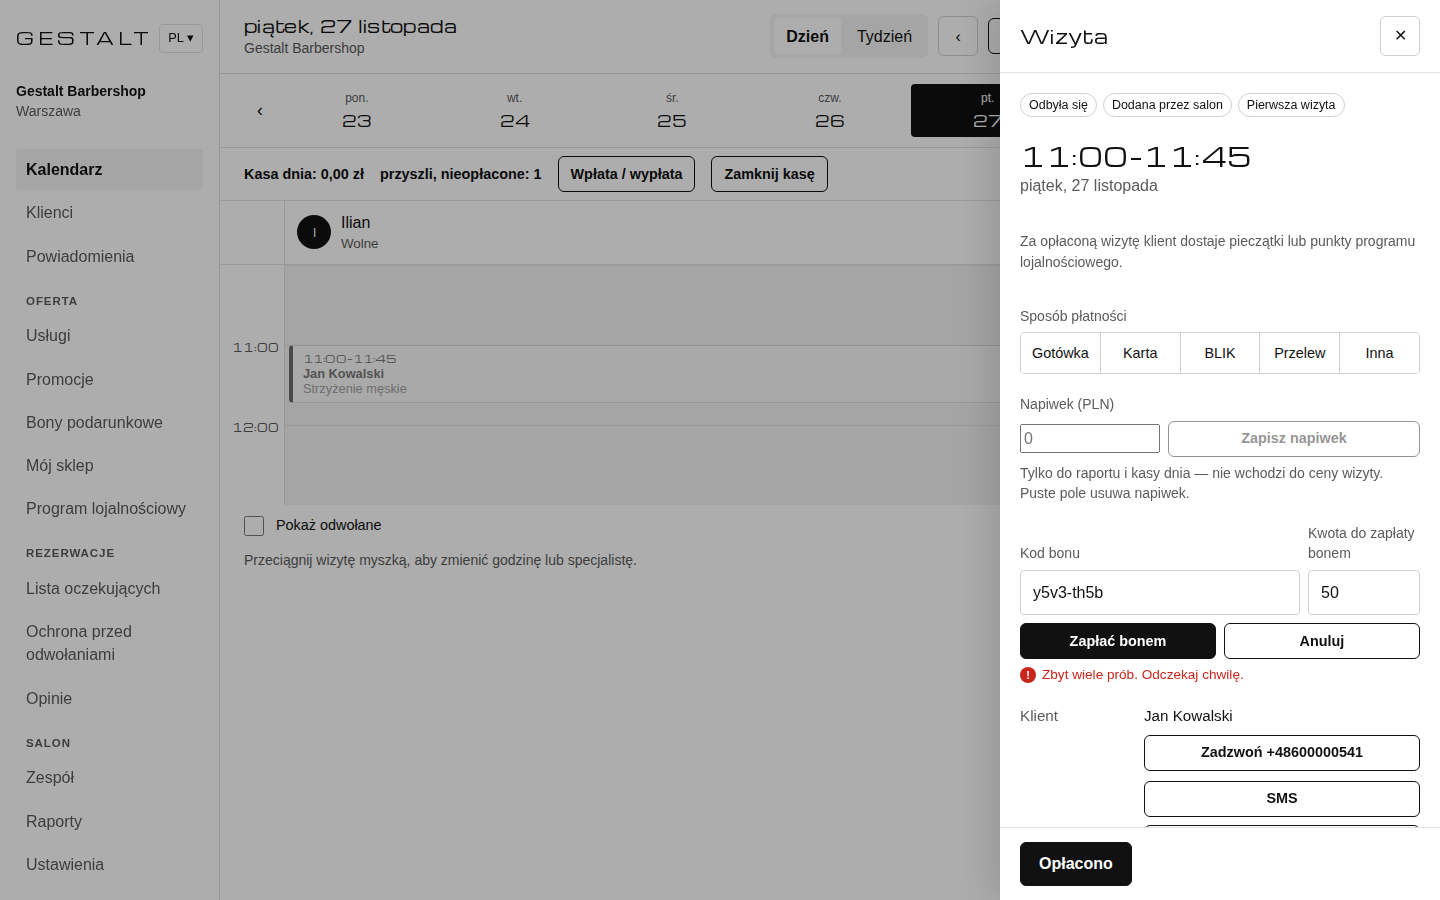 GESTALT
PL ▾
Gestalt Barbershop
Warszawa
Kalendarz
Klienci
Powiadomienia
OFERTA
Usługi
Promocje
Bony podarunkowe
Mój sklep
Program lojalnościowy
REZERWACJE
Lista oczekujących
Ochrona przed
odwołaniami
Opinie
SALON
Zespół
Raporty
Ustawienia
piątek, 27 listopada
Gestalt Barbershop
Dzień
Tydzień
‹
‹
pon.
23
wt.
24
śr.
25
czw.
26
pt.
27
Kasa dnia: 0,00 zł
przyszli, nieopłacone: 1
Wpłata / wypłata
Zamknij kasę
I
Ilian
Wolne
11:00
11:00-11:45
Jan Kowalski
Strzyżenie męskie
12:00
Pokaż odwołane
Przeciągnij wizytę myszką, aby zmienić godzinę lub specjalistę.
Wizyta
✕
Odbyła się
Dodana przez salon
Pierwsza wizyta
11:00-11:45
piątek, 27 listopada
Za opłaconą wizytę klient dostaje pieczątki lub punkty programu
lojalnościowego.
Sposób płatności
Gotówka
Karta
BLIK
Przelew
Inna
Napiwek (PLN)
0
Zapisz napiwek
Tylko do raportu i kasy dnia — nie wchodzi do ceny wizyty.
Puste pole usuwa napiwek.
Kod bonu
Kwota do zapłaty
bonem
y5v3-th5b
50
Zapłać bonem
Anuluj
! Zbyt wiele prób. Odczekaj chwilę.
Klient
Jan Kowalski
Zadzwoń +48600000541
SMS
Opłacono